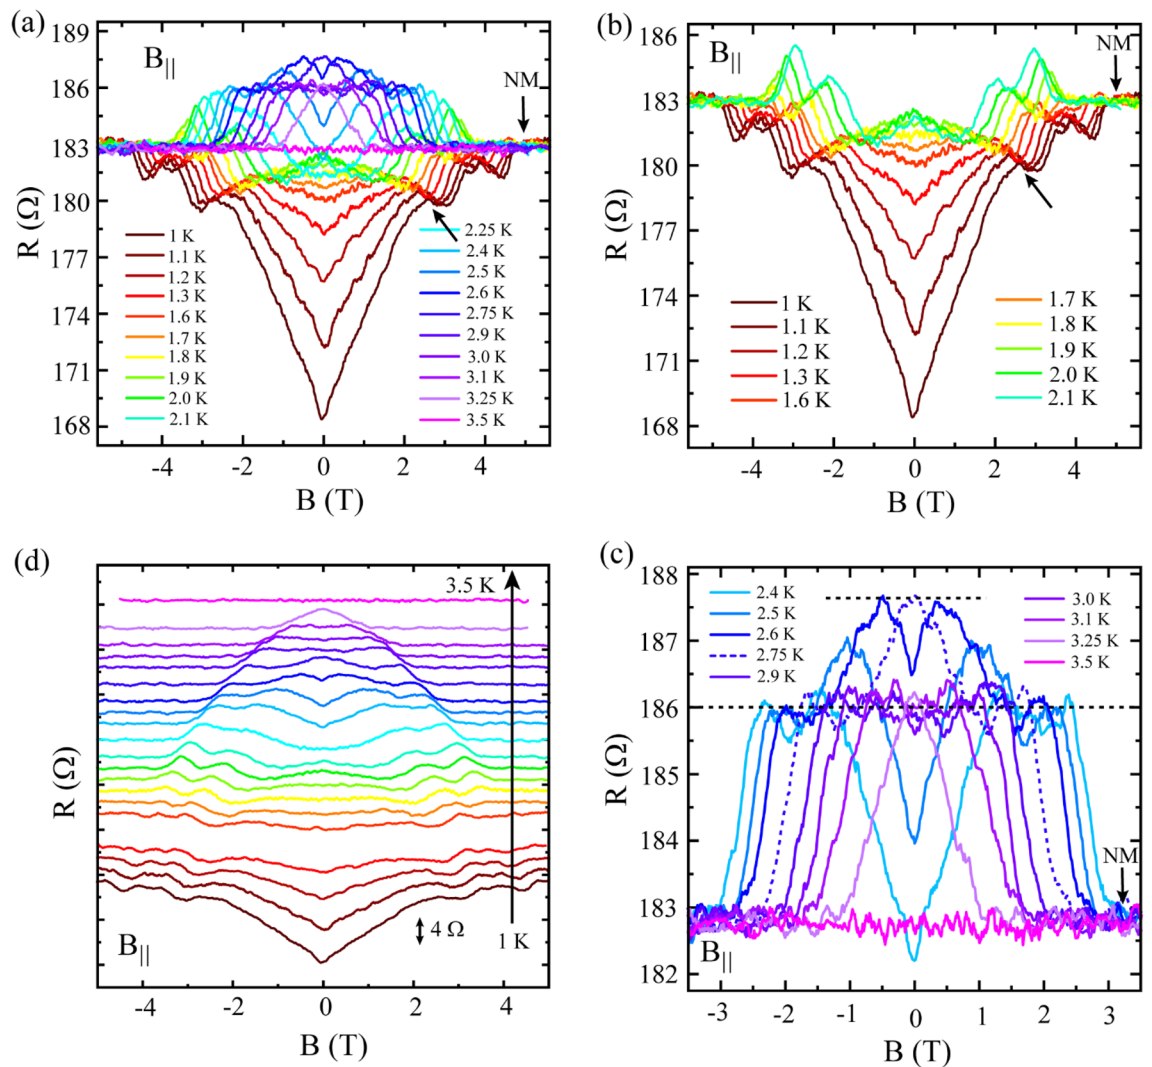 (a)
B||
NM
R (Ω)
189
186
183
180
177
174
171
168
1 K
1.1 K
1.2 K
1.3 K
1.6 K
1.7 K
1.8 K
1.9 K
2.0 K
2.1 K
2.25 K
2.4 K
2.5 K
2.6 K
2.75 K
2.9 K
3.0 K
3.1 K
3.25 K
3.5 K
-4 -2 0 2 4
B (T)
(b)
B||
NM
R (Ω)
186
183
180
177
174
171
168
1 K
1.1 K
1.2 K
1.3 K
1.6 K
1.7 K
1.8 K
1.9 K
2.0 K
2.1 K
-4 -2 0 2 4
B (T)
(d)
3.5 K
R (Ω)
4 Ω
1 K
B||
-4 -2 0 2 4
B (T)
(c)
188
187
186
185
184
183
182
R (Ω)
2.4 K
2.5 K
2.6 K
2.75 K
2.9 K
3.0 K
3.1 K
3.25 K
3.5 K
NM
B||
-3 -2 -1 0 1 2 3
B (T)